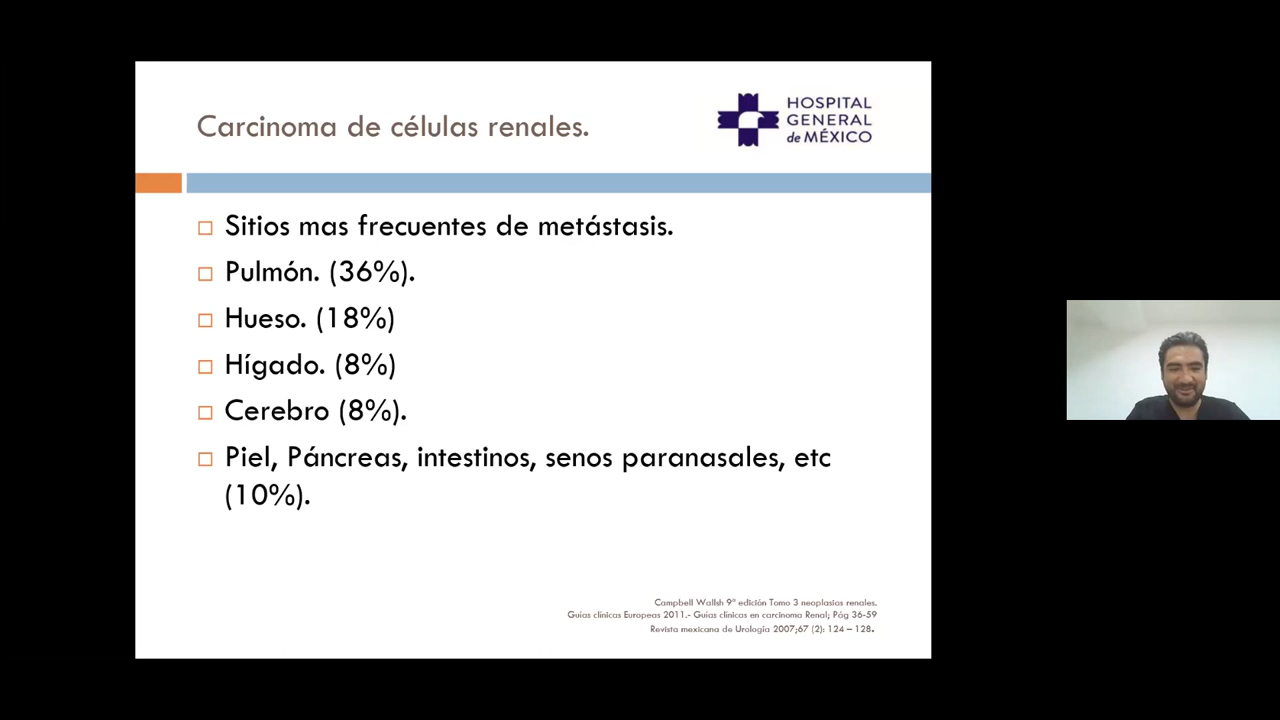 Carcinoma de células renales.
HOSPITAL
GENERAL
de MÉXICO
Sitios mas frecuentes de metástasis.
Pulmón. (36%).
Hueso. (18%)
Hígado. (8%)
Cerebro (8%).
Piel, Páncreas, intestinos, senos paranasales, etc
(10%).
Campbell Wallsh 9º edición Tomo 3 neoplasias renales.
Guías clínicas Europeas 2011.- Guías clínicas en carcinoma Renal; Pág 36-59
Revista mexicana de Urología 2007;67 (2): 124 – 128.